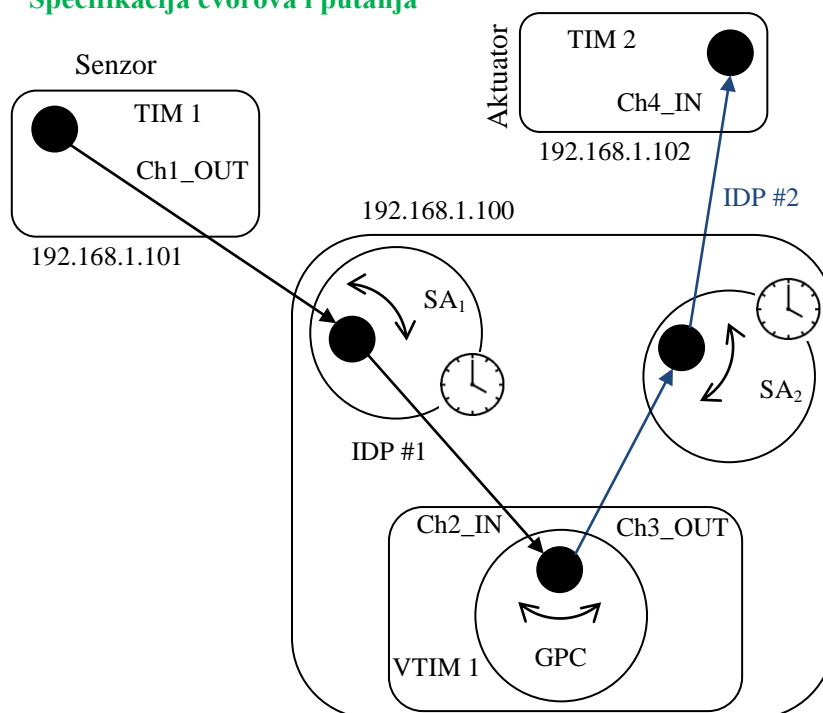 Specifikacija čvorova i putanja
Senzor
TIM 1
Ch1_OUT
192.168.1.101
Aktuator
TIM 2
Ch4_IN
192.168.1.102
IDP #2
192.168.1.100
SA1
SA2
IDP #1
Ch2_IN
Ch3_OUT
VTIM 1
GPC